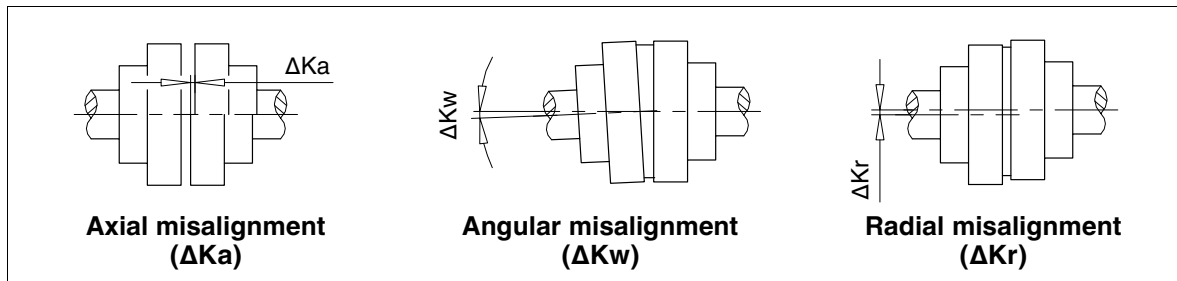 ΔKa
Axial misalignment
(ΔKa)
ΔKw
Angular misalignment
(ΔKw)
ΔKr
Radial misalignment
(ΔKr)